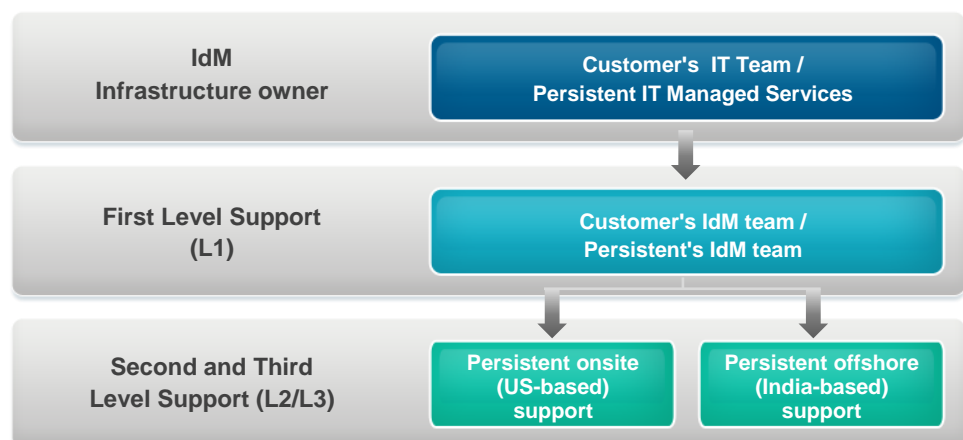 IdM
Infrastructure owner
Customer's IT Team /
Persistent IT Managed Services
First Level Support
(L1)
Customer's IdM team /
Persistent's IdM team
Second and Third
Level Support (L2/L3)
Persistent onsite
(US-based)
support
Persistent offshore
(India-based)
support